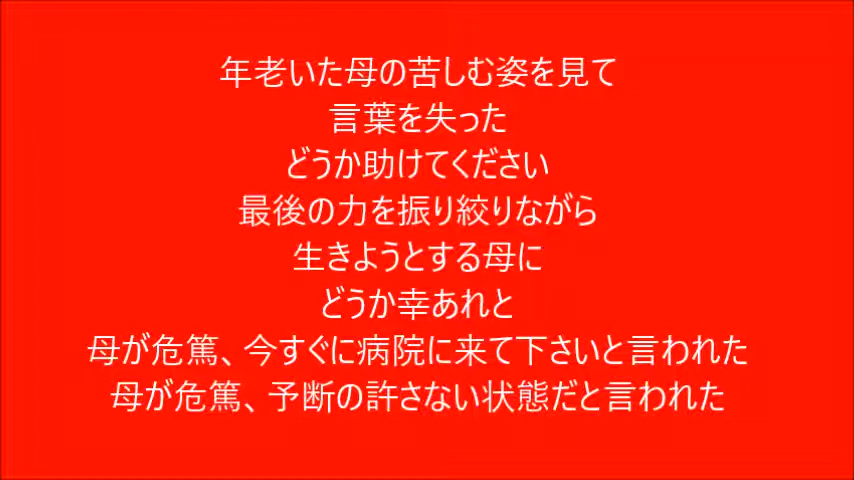 年老いた母の苦しむ姿を見て
言葉を失った
どうか助けてください
最後の力を振り絞りながら
生きようとする母に
どうか幸あれと
母が危篤、今すぐに病院に来て下さいと言われた
母が危篤、予断の許さない状態だと言われた